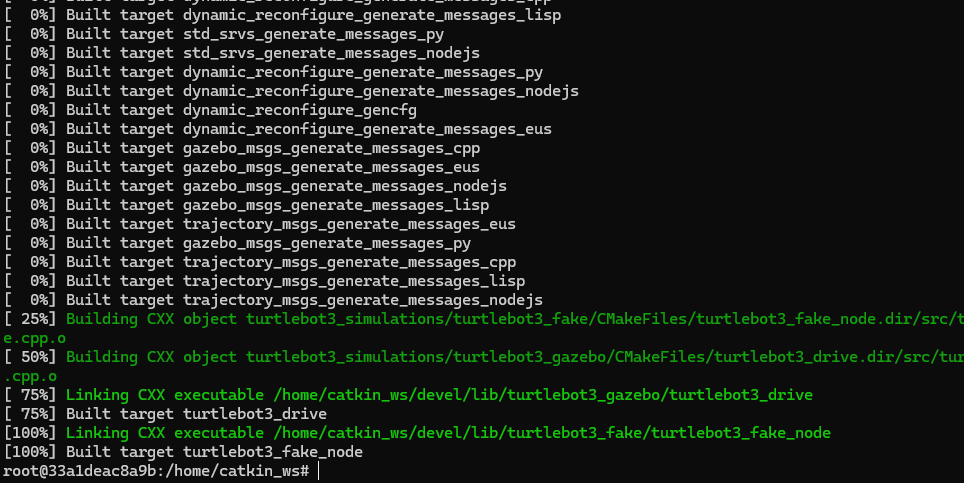 [  0%] Built target dynamic_reconfigure_generate_messages_cpp
[  0%] Built target dynamic_reconfigure_generate_messages_lisp
[  0%] Built target std_srvs_generate_messages_py
[  0%] Built target std_srvs_generate_messages_nodejs
[  0%] Built target dynamic_reconfigure_generate_messages_py
[  0%] Built target dynamic_reconfigure_generate_messages_nodejs
[  0%] Built target dynamic_reconfigure_gencfg
[  0%] Built target dynamic_reconfigure_generate_messages_eus
[  0%] Built target gazebo_msgs_generate_messages_cpp
[  0%] Built target gazebo_msgs_generate_messages_eus
[  0%] Built target gazebo_msgs_generate_messages_nodejs
[  0%] Built target gazebo_msgs_generate_messages_lisp
[  0%] Built target trajectory_msgs_generate_messages_eus
[  0%] Built target gazebo_msgs_generate_messages_py
[  0%] Built target trajectory_msgs_generate_messages_cpp
[  0%] Built target trajectory_msgs_generate_messages_lisp
[  0%] Built target trajectory_msgs_generate_messages_nodejs
[ 25%] Building CXX object turtlebot3_simulations/turtlebot3_fake/CMakeFiles/turtlebot3_fake_node.dir/src/t
e.cpp.o
[ 50%] Building CXX object turtlebot3_simulations/turtlebot3_gazebo/CMakeFiles/turtlebot3_drive.dir/src/tur
.cpp.o
[ 75%] Linking CXX executable /home/catkin_ws/devel/lib/turtlebot3_gazebo/turtlebot3_drive
[ 75%] Built target turtlebot3_drive
[100%] Linking CXX executable /home/catkin_ws/devel/lib/turtlebot3_fake/turtlebot3_fake_node
[100%] Built target turtlebot3_fake_node
root@33a1deac8a9b:/home/catkin_ws#